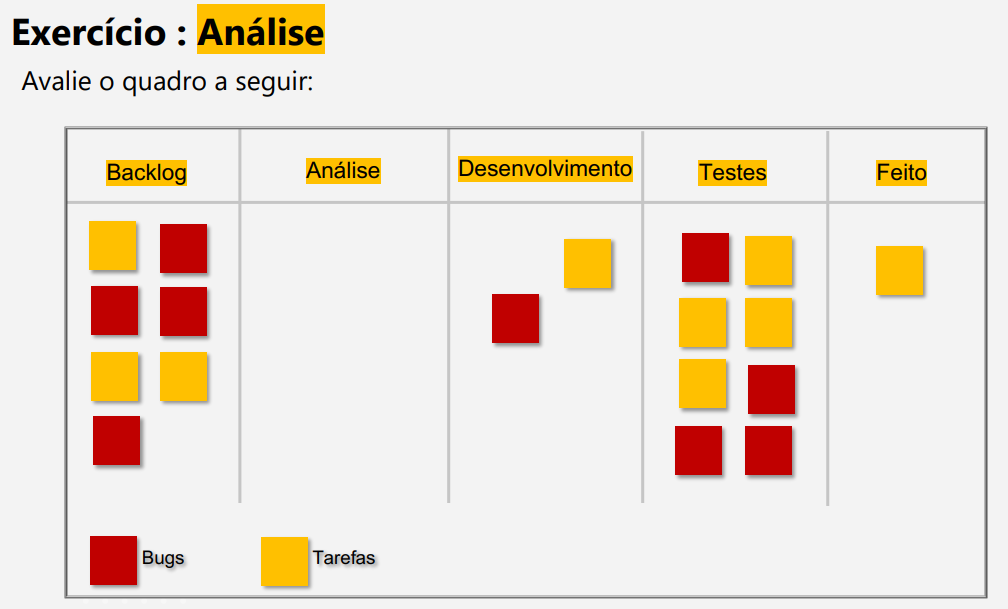 Exercício : Análise
Avalie o quadro a seguir:
Backlog
Análise
Desenvolvimento
Testes
Feito
Bugs
Tarefas